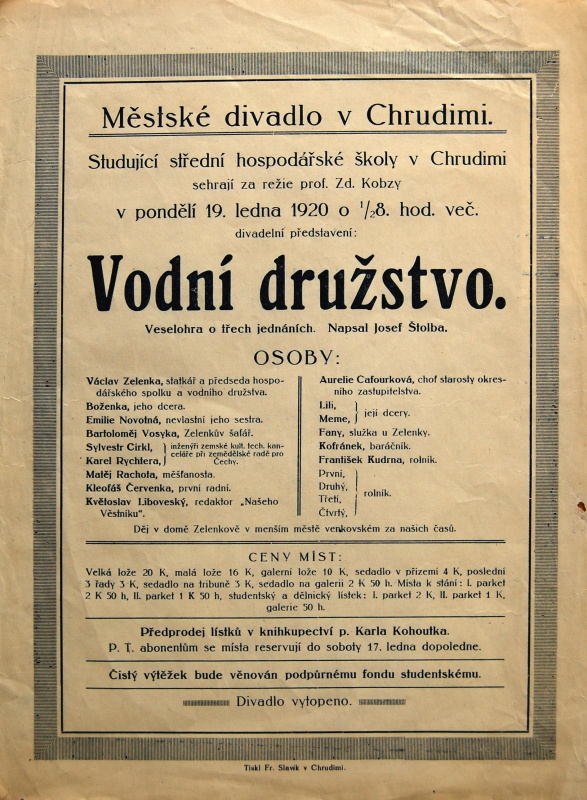 Městské divadlo v Chrudimi.
Studující střední hospodářské školy v Chrudimi
sehrají za režie prof. Zd. Kobzy
v pondělí 19. ledna 1920 o 1/28. hod. več.
divadelní představení:
Vodní družstvo.
Veselohra o třech jednáních. Napsal Josef Štolba.
OSOBY:
Václav Zelenka, statkář a předseda hospo-
dářského spolku a vodního družstva.
Boženka, jeho dcera.
Emilie Novotná, nevlastní jeho sestra.
Bartoloměj Vosyka, Zelenkův šafář.
Sylvestr Cirkl,
Karel Rychtera,
inženýři zemské kult. tech. kan-
celáře při zemědělské radě pro
Čechy.
Matěj Rachota, měšťanosta.
Kleofáš Červenka, první radní.
Květoslav Liboveský, redaktor „Našeho
Věstníku".
Aurelie Cafourková, choť starosty okres-
ního zastupitelstva.
Lili,
Meme,
její dcery.
Fany, služka u Zelenky.
Kofránek, baráčník.
František Kudrna, rolník.
První,
Druhý,
Třetí,
Čtvrtý,
rolník.
Děj v domě Zelenkově v menším městě venkovském za našich časů.
CENY MÍST:
Velká lože 20 K, malá lože 16 K, galerní lože 10 K, sedadlo v přízemí 4 K, poslední
3 řady 3 K, sedadlo na tribuně 3 K, sedadlo na galerii 2 K 50 h. Místa k stání: I. parket
2 K 50 h, II. parket 1 K 50 h, studentský a dělnický lístek: I. parket 2 K, II. parket 1 K,
galerie 50 h.
Předprodej lístků v knihkupectví p. Karla Kohoutka.
P. T. abonentům se místa reservují do soboty 17. ledna dopoledne.
Čistý výtěžek bude věnován podpůrnému fondu studentskému.
Divadlo vytopeno.
Tiskl Fr. Slavík v Chrudimi.